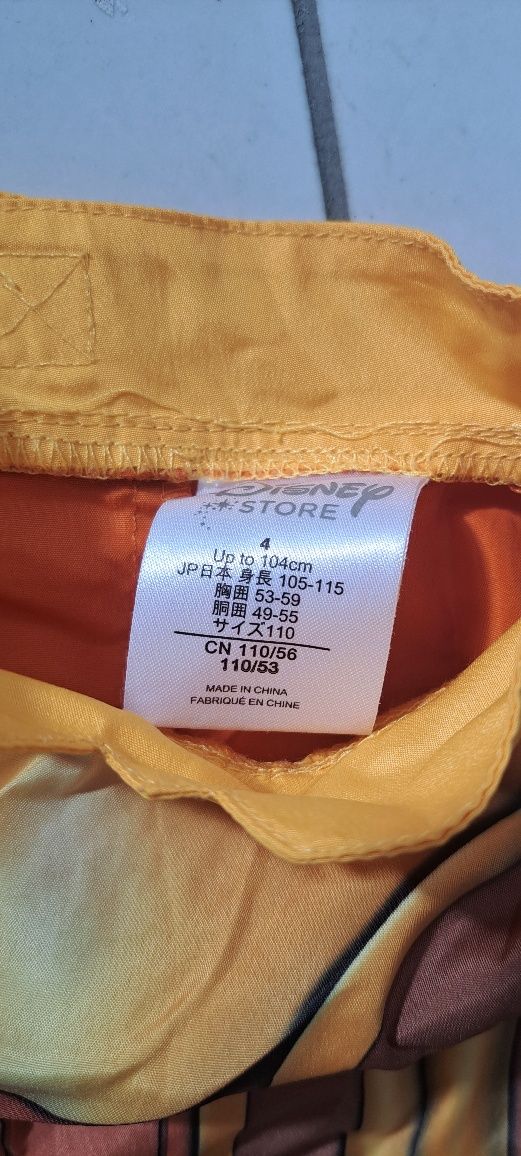 DISNEY
STORE
4
Up to 104cm
JP日本 身長 105-115
胸囲 53-59
胴囲 49-55
サイズ110
CN 110/56
110/53
MADE IN CHINA
FABRIQUÉ EN CHINE